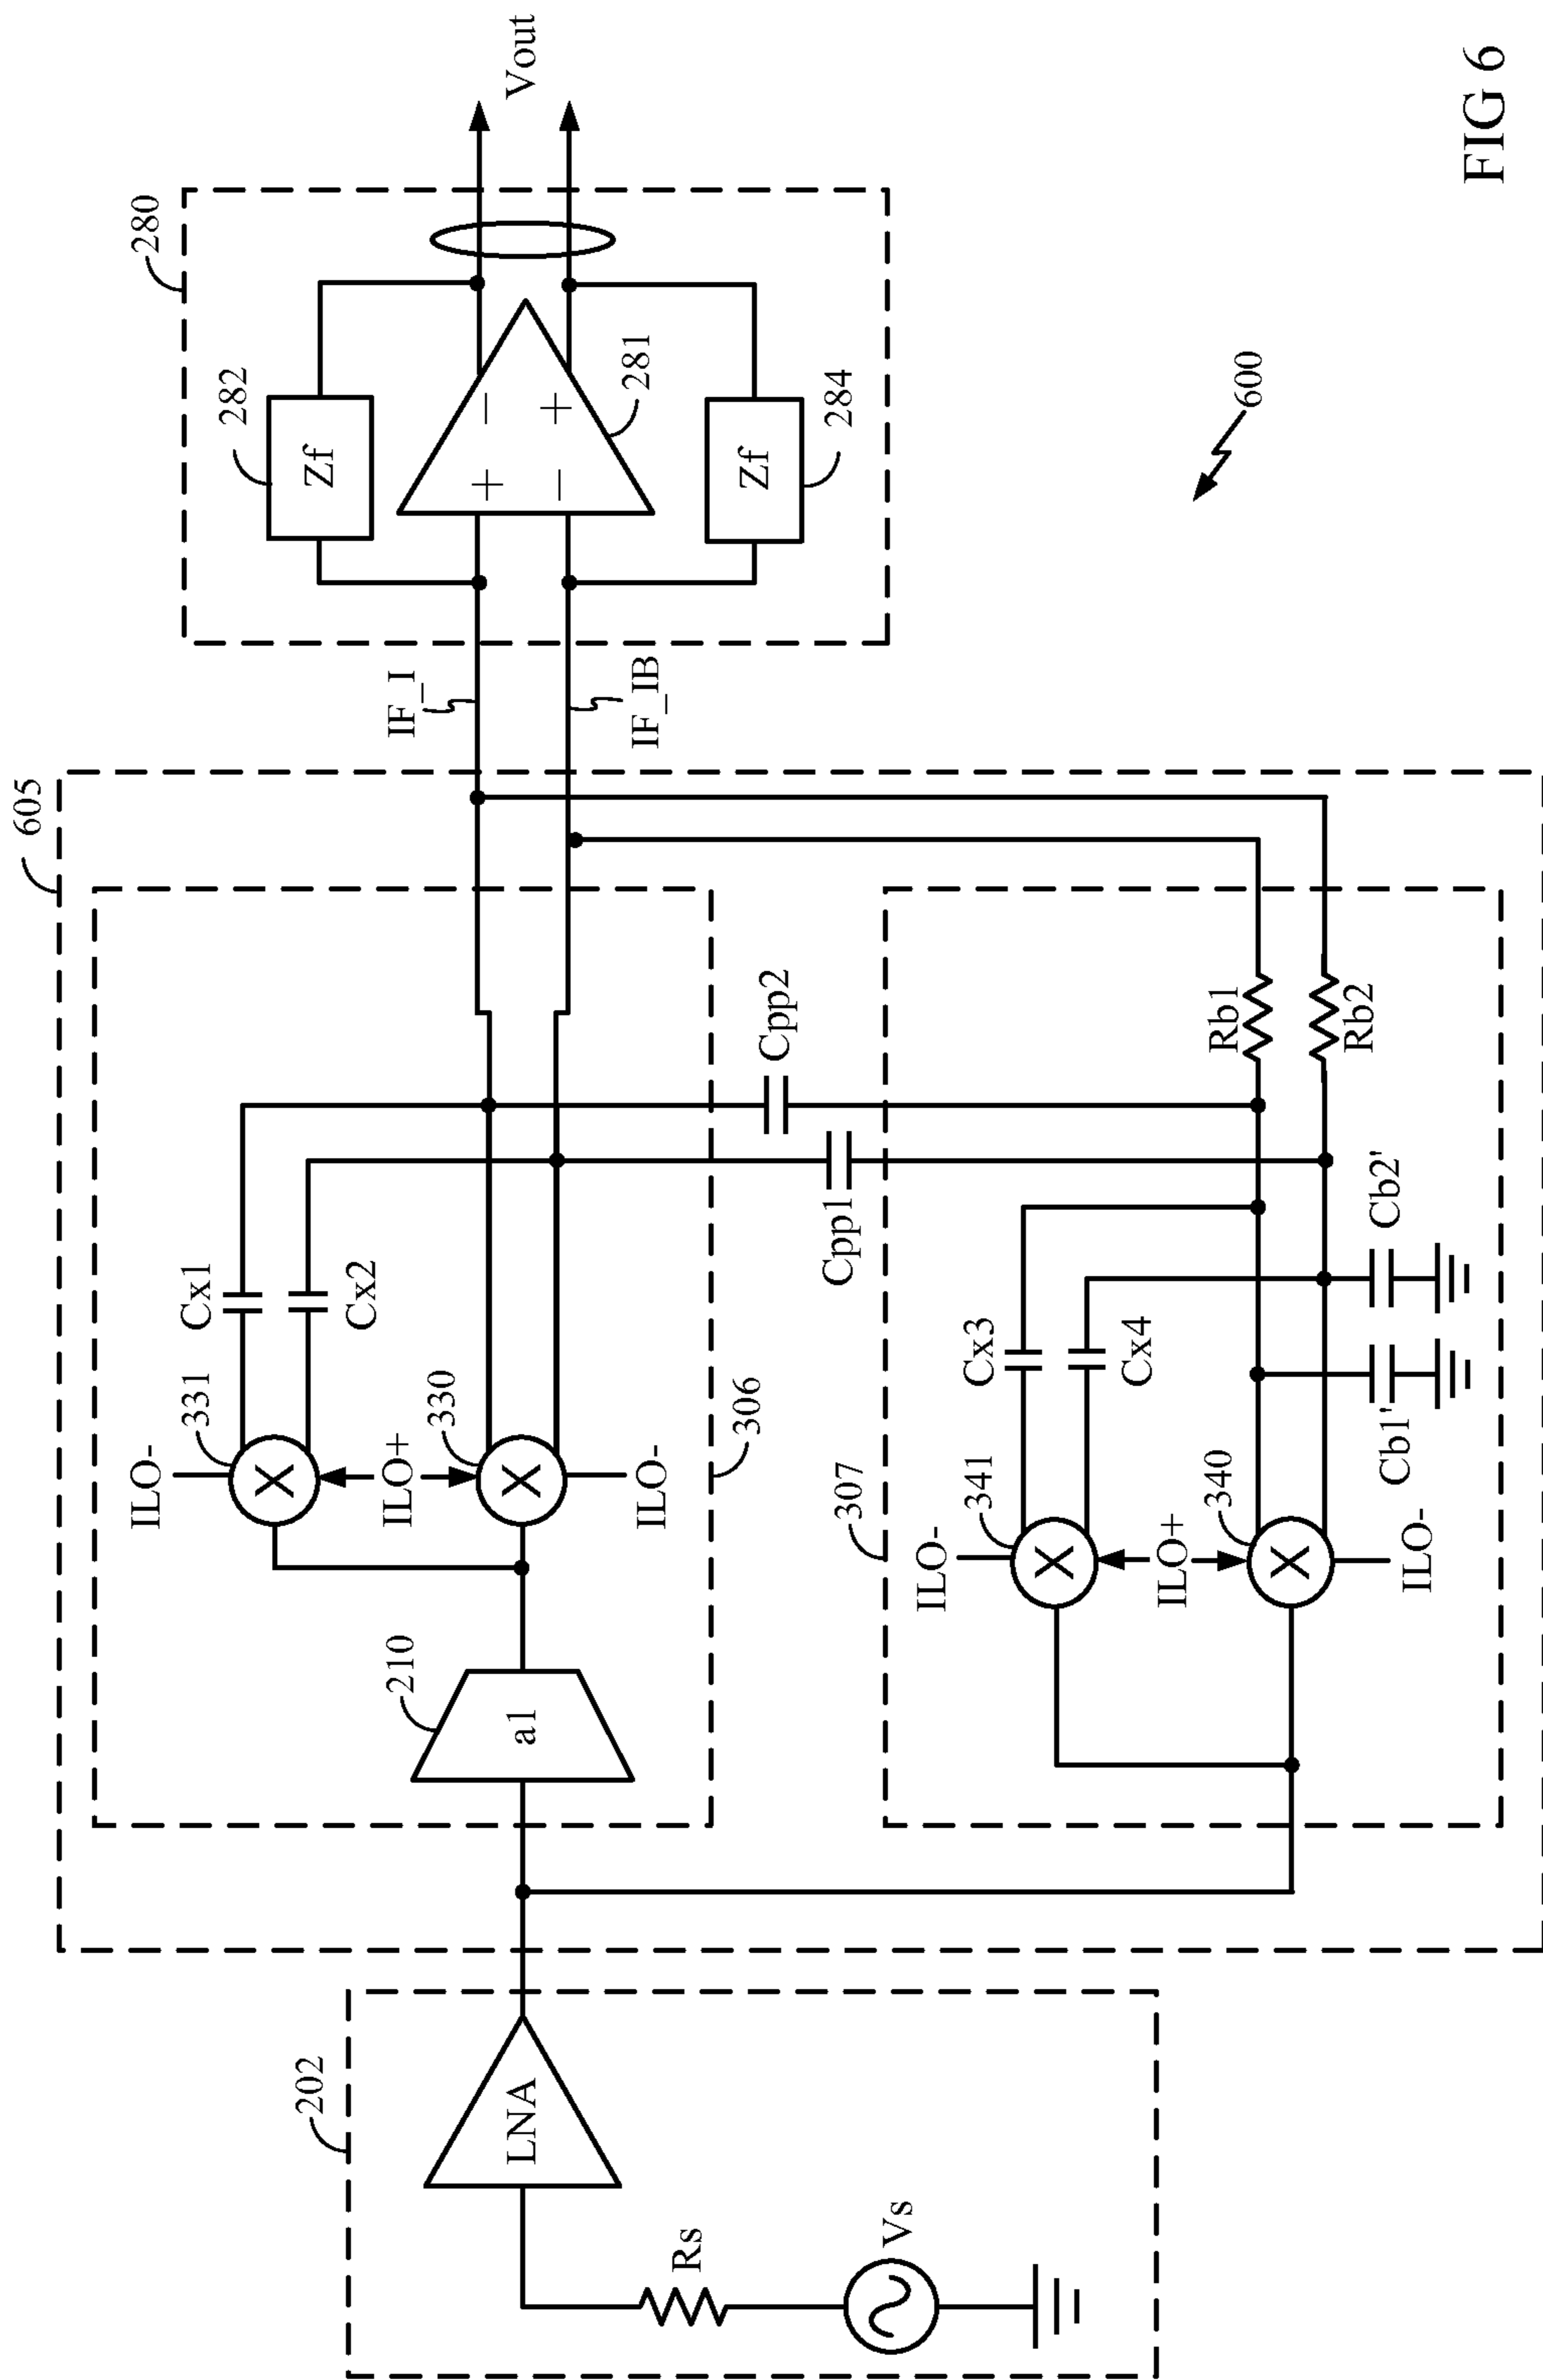 605
280
Vout
282
Zf
IF_I
−
+
+
−
281
IF_IB
Zf
284
Cx1
Cx2
331
ILO-
ILO+
330
ILO-
306
Cpp2
Cpp1
210
a1
202
LNA
Rs
Vs
307
341
ILO-
ILO+
340
ILO-
Cx3
Cx4
Cb1'
Cb2'
Rb1
Rb2
600
FIG 6